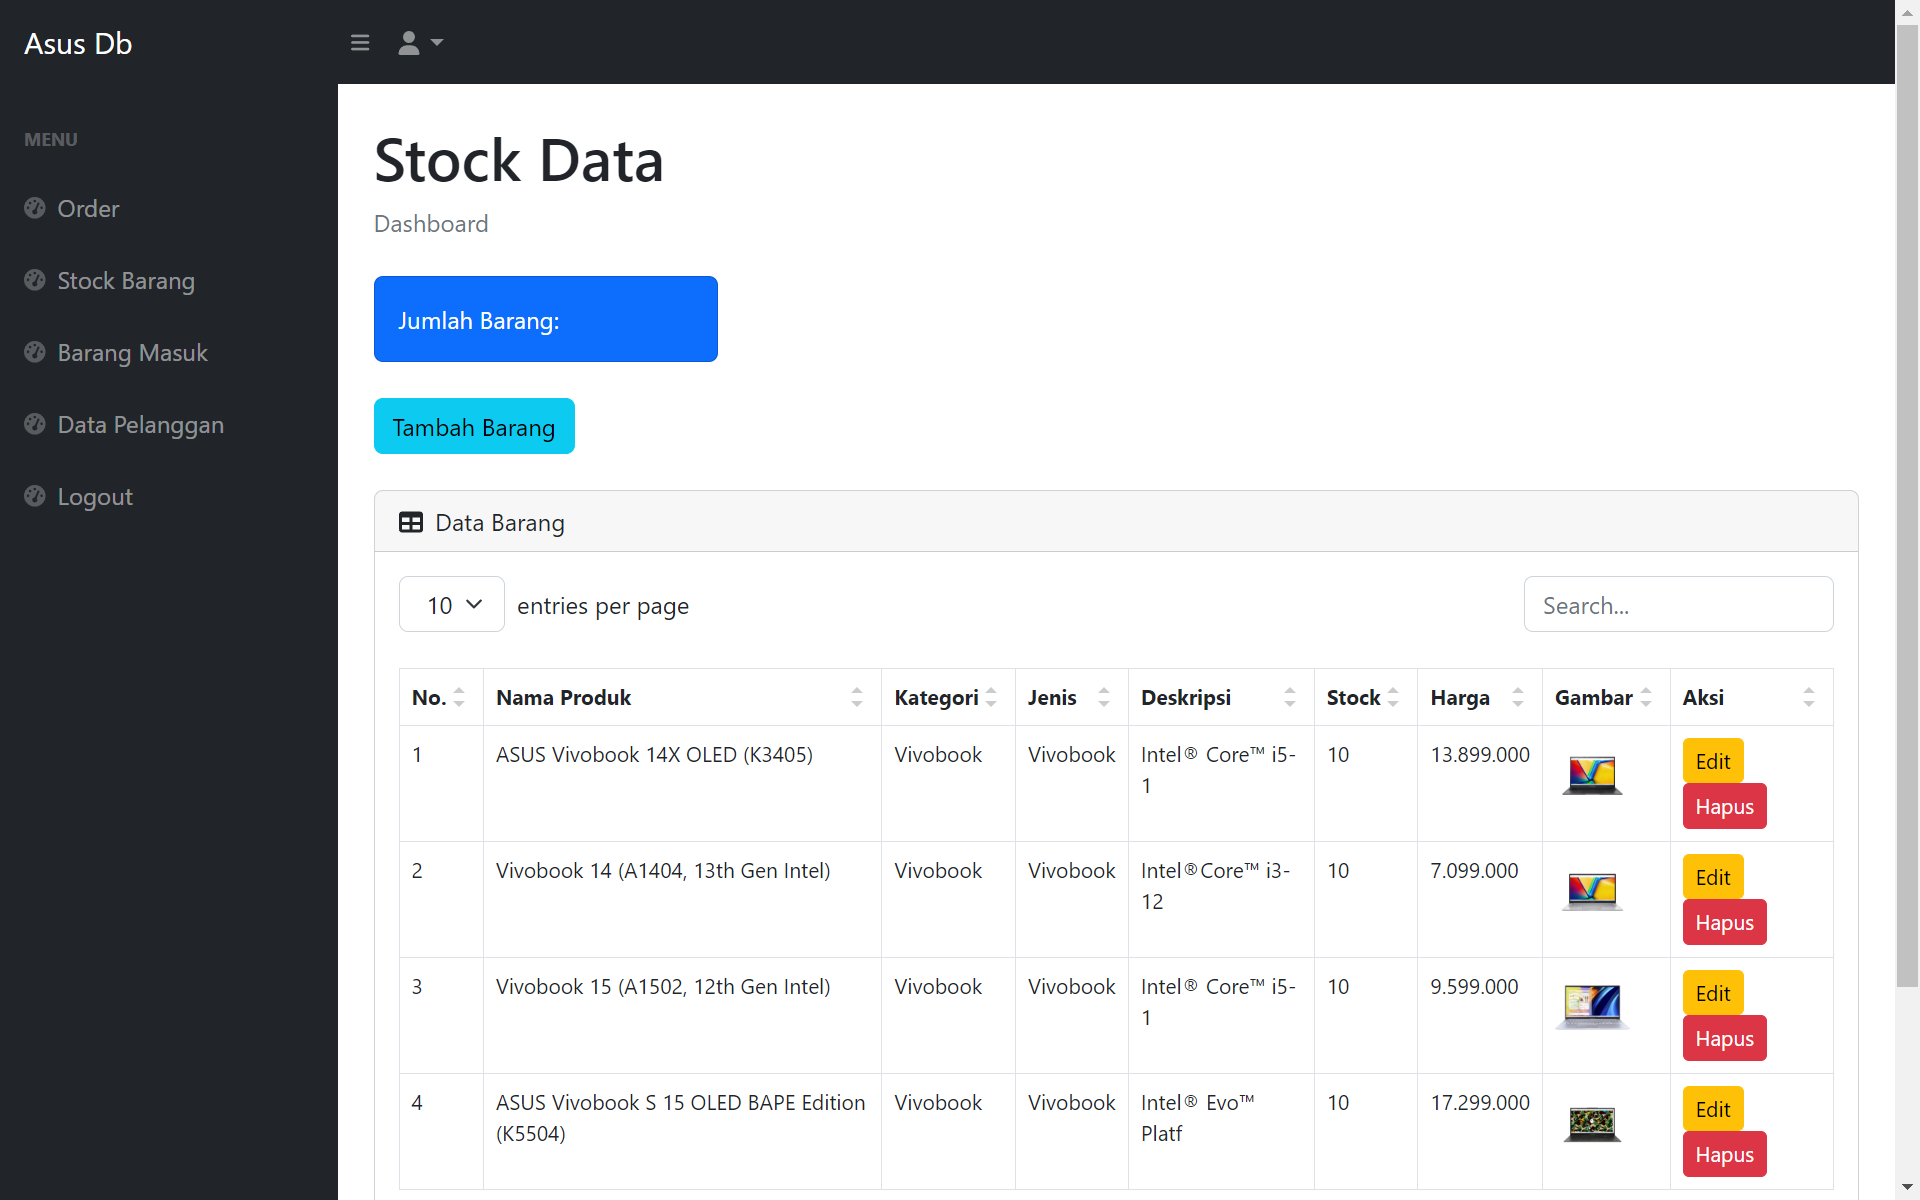 Asus Db
MENU
Order
Stock Barang
Barang Masuk
Data Pelanggan
Logout
Stock Data
Dashboard
Jumlah Barang:
Tambah Barang
Data Barang
10 entries per page
Search...
No. Nama Produk Kategori Jenis Deskripsi Stock Harga Gambar Aksi
1 ASUS Vivobook 14X OLED (K3405) Vivobook Vivobook Intel® Core™ i5- 10 13.899.000 Edit
1 Hapus
2 Vivobook 14 (A1404, 13th Gen Intel) Vivobook Vivobook Intel®Core™ i3- 10 7.099.000 Edit
12 Hapus
3 Vivobook 15 (A1502, 12th Gen Intel) Vivobook Vivobook Intel® Core™ i5- 10 9.599.000 Edit
1 Hapus
4 ASUS Vivobook S 15 OLED BAPE Edition Vivobook Vivobook Intel® Evo™ 10 17.299.000 Edit
(K5504) Platf Hapus